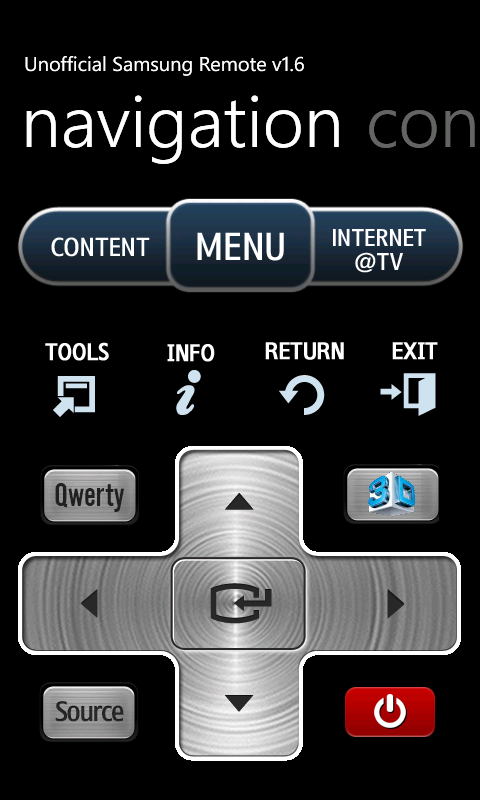 Unofficial Samsung Remote v1.6
navigation con
CONTENT
MENU
INTERNET
@TV
TOOLS
INFO
RETURN
EXIT
Qwerty
3D
Source